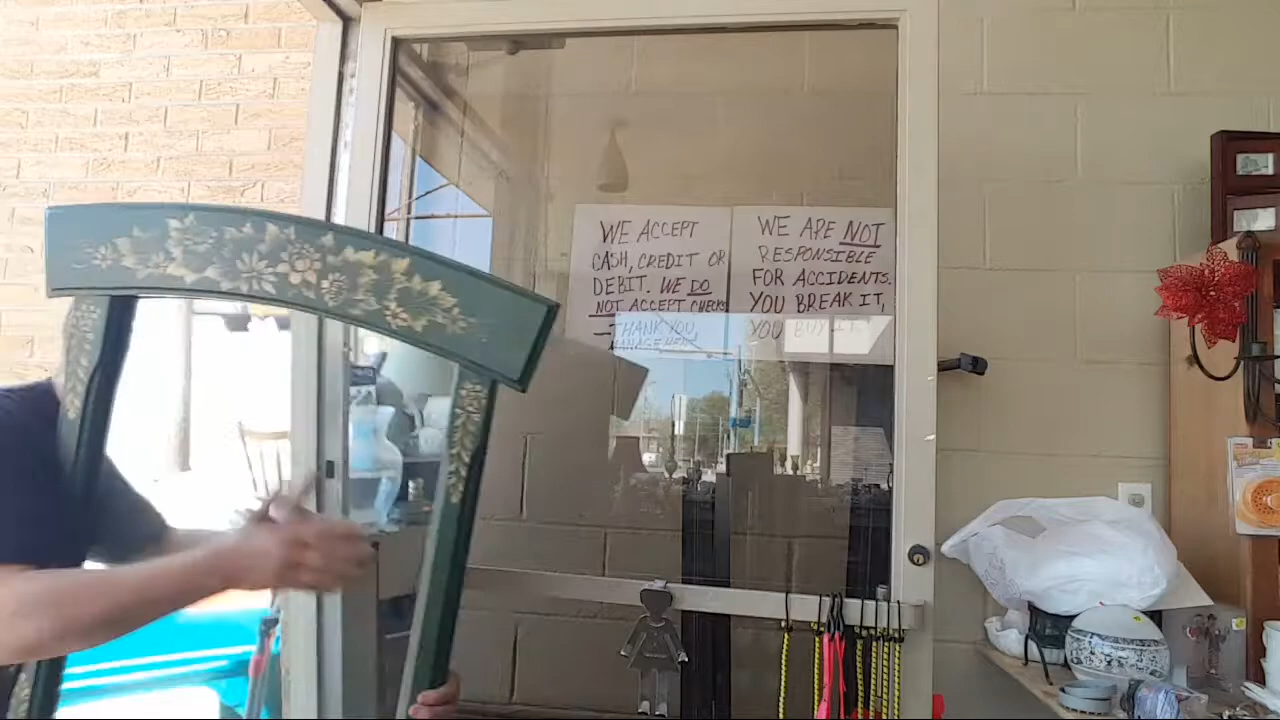 WE ACCEPT
CASH, CREDIT OR
DEBIT. WE DO
NOT ACCEPT CHECKS
—THANK YOU,
MANAGEMENT
WE ARE NOT
RESPONSIBLE
FOR ACCIDENTS.
YOU BREAK IT,
YOU BUY IT.